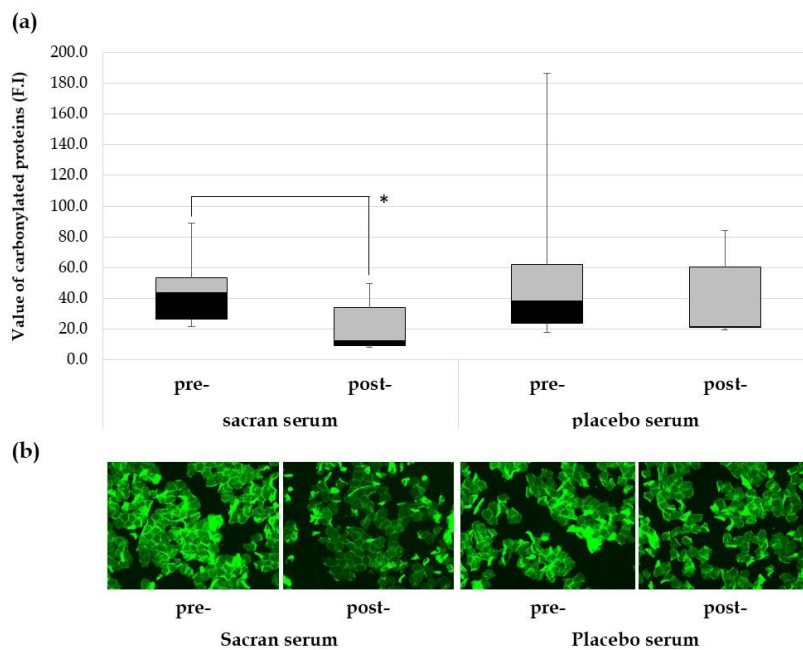 (a)
Value of carbonylated proteins (F.I)
200.0
180.0
160.0
140.0
120.0
100.0
80.0
60.0
40.0
20.0
0.0
*
pre- post- pre- post-
sacran serum placebo serum
(b)
pre- post- pre- post-
Sacran serum Placebo serum